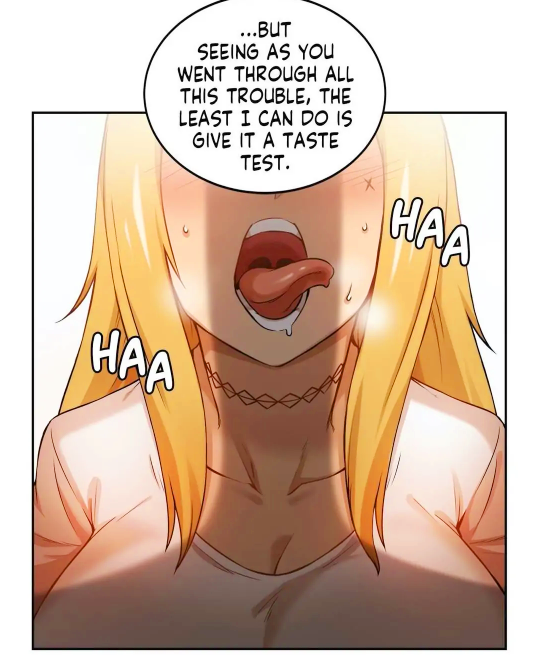 ...BUT
SEEING AS YOU
WENT THROUGH ALL
THIS TROUBLE, THE
LEAST I CAN DO IS
GIVE IT A TASTE
TEST.
HAA
HAA